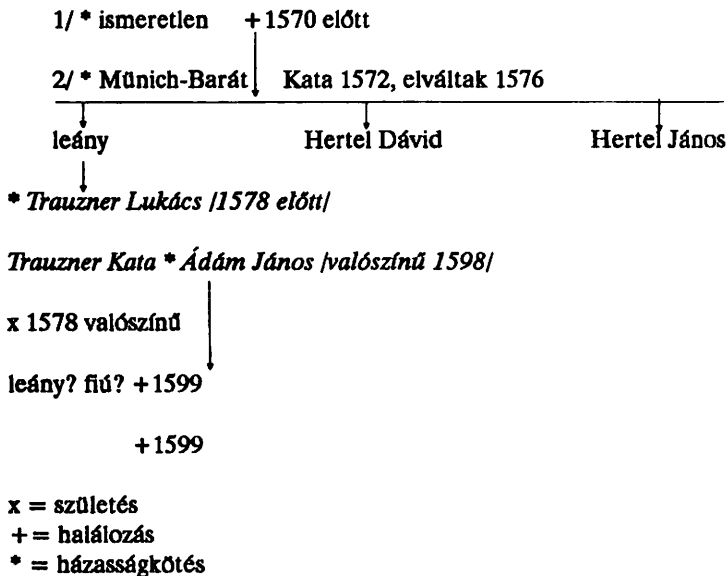 1/ * ismeretlen +1570 előtt
2/ * Münich-Barát Kata 1572, elváltak 1576
leány Hertel Dávid Hertel János
* Trauzner Lukács /1578 előtt/
Trauzner Kata * Ádám János /valószínű 1598/
x 1578 valószínű
leány? fiú? +1599
+1599
x = születés
+ = halálozás
* = házasságkötés